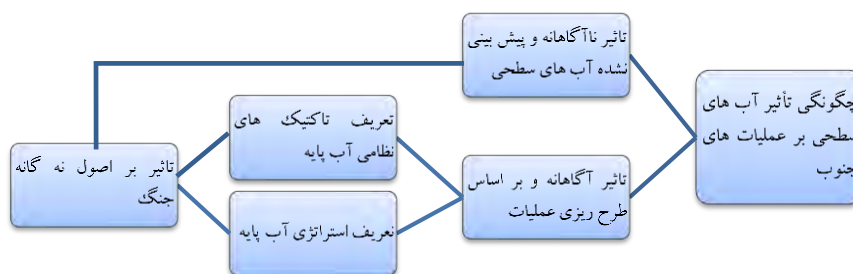 چگونگی تأثیر آب های
سطحی بر عملیات های
جنوب
تاثیر ناآگاهانه و پیش بینی
نشده آب های سطحی
تاثیر آگاهانه و بر اساس
طرح ریزی عملیات
تعریف تاکتیک های
نظامی آب پایه
تعریف استراتژی آب پایه
تاثیر بر اصول نه گانه
جنگ